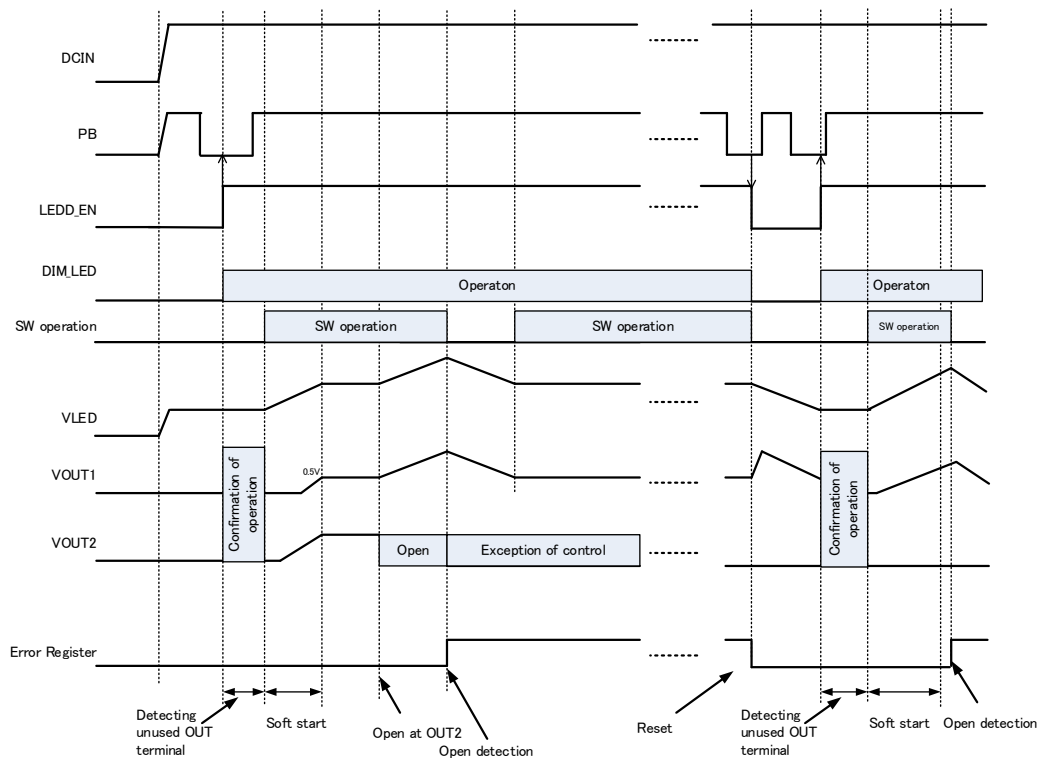 DCIN
PB
LEDD_EN
DIM_LED
Operaton
Operaton
SW operation
SW operation
SW operation
SW operation
VLED
VOUT1
0.5V
Confirmation of
operation
Confirmation of
operation
VOUT2
Open
Exception of control
Error Register
Detecting
unused OUT
terminal
Soft start
Open at OUT2
Open detection
Reset
Detecting
unused OUT
terminal
Soft start
Open detection